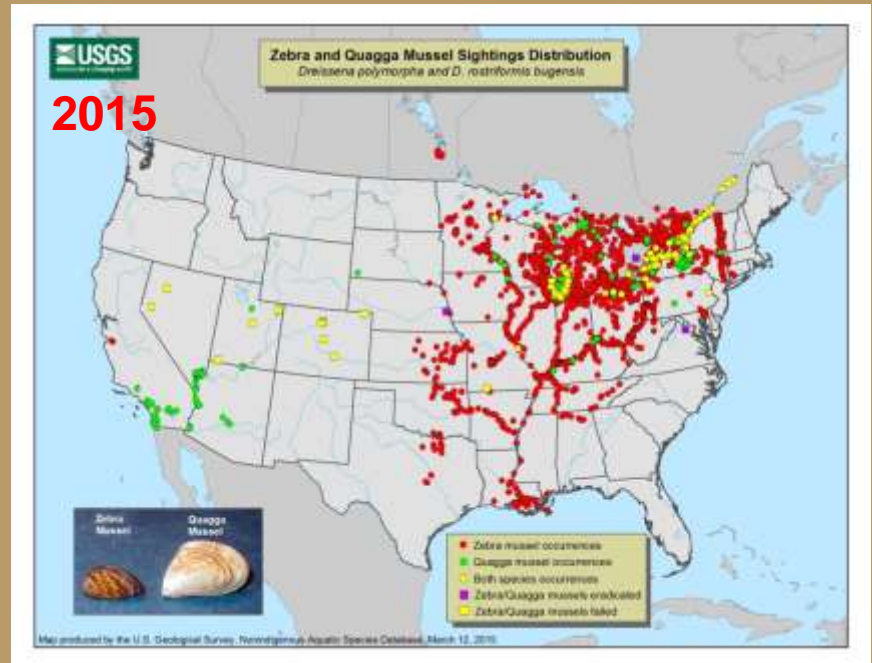 USGS
2015
Zebra and Quagga Mussel Sightings Distribution
Dreissena polymorpha and D. rostriformis bugensis
Zebra
Mussel
Quagga
Mussel
Zebra mussel occurrences
Quagga mussel occurrences
Both species occurrences
Zebra/Quagga mussels eradicated
Zebra/Quagga mussels failed
Map produced by the U.S. Geological Survey, Nonindigenous Aquatic Species Database, March 12, 2015